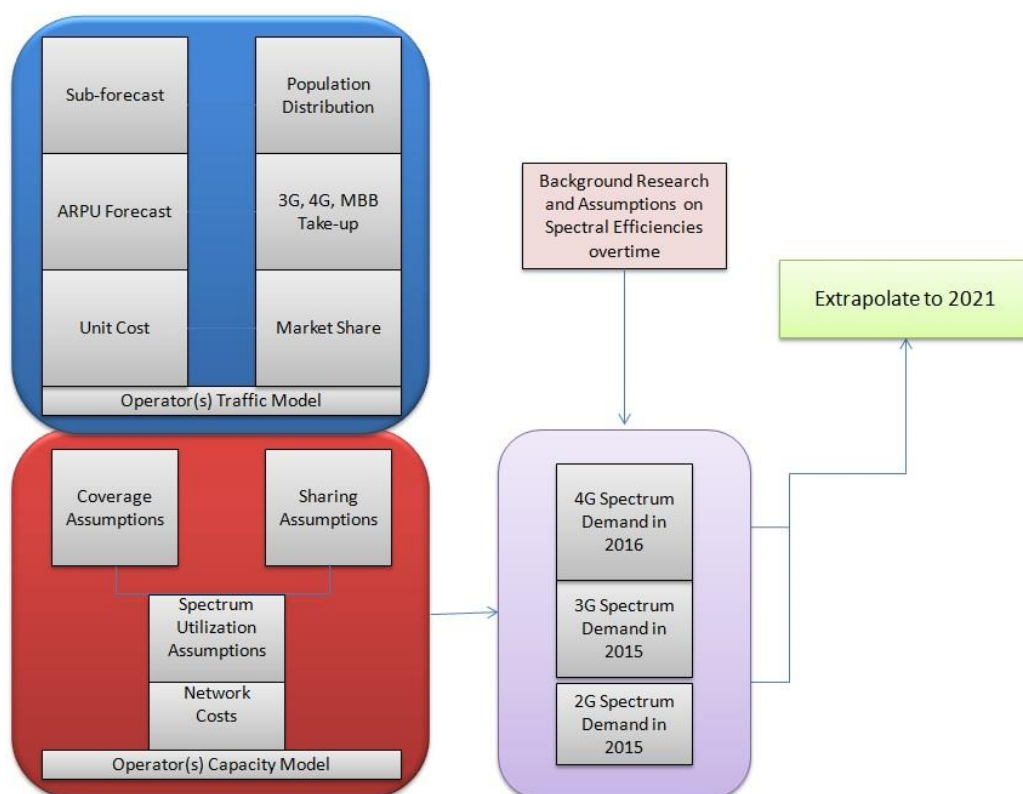 Sub-forecast
Population
Distribution
ARPU Forecast
3G, 4G, MBB
Take-up
Unit Cost
Market Share
Operator(s) Traffic Model
Coverage
Assumptions
Sharing
Assumptions
Spectrum
Utilization
Assumptions
Network
Costs
Operator(s) Capacity Model
Background Research
and Assumptions on
Spectral Efficiencies
overtime
4G Spectrum
Demand in
2016
3G Spectrum
Demand in
2015
2G Spectrum
Demand in
2015
Extrapolate to 2021